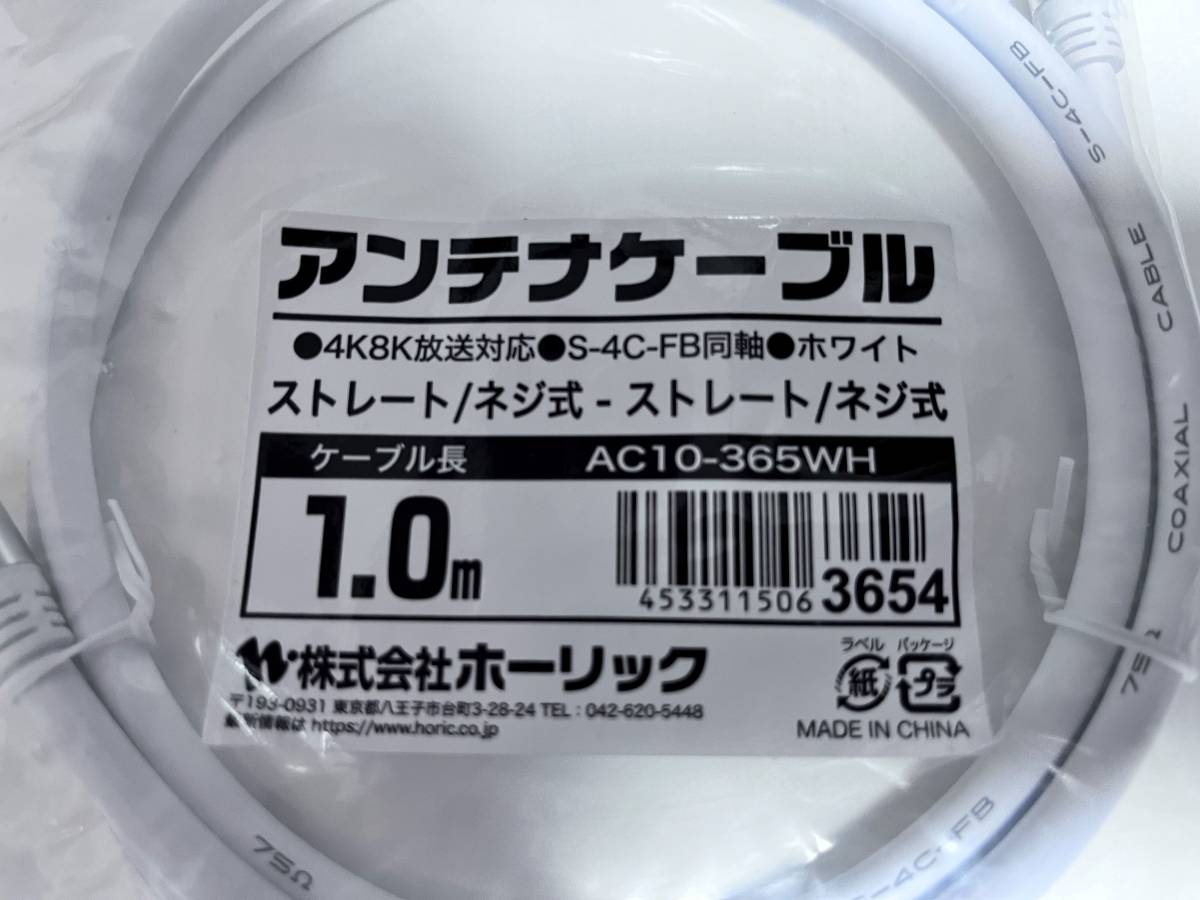 アンテナケーブル
●4K8K放送対応●S-4C-FB同軸●ホワイト
ストレート/ネジ式 - ストレート/ネジ式
ケーブル長 AC10-365WH
1.0m
453311506 3654
株式会社ホーリック
〒193-0931 東京都八王子市台町3-28-24 TEL : 042-620-5448
最新情報は https://www.horic.co.jp
ラベル パッケージ
紙 プラ
MADE IN CHINA
S-4C-FB
COAXIAL CABLE
75Ω
S-4C-FB
75Ω